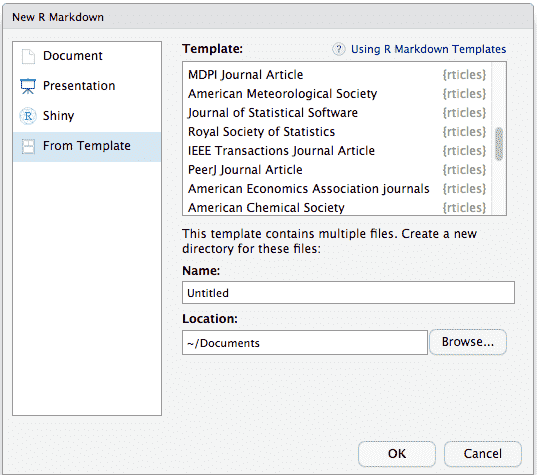 New R Markdown
Document
Presentation
R Shiny
From Template
Template:
? Using R Markdown Templates
MDPI Journal Article {rticles}
American Meteorological Society {rticles}
Journal of Statistical Software {rticles}
Royal Society of Statistics {rticles}
IEEE Transactions Journal Article {rticles}
PeerJ Journal Article {rticles}
American Economics Association journals {rticles}
American Chemical Society {rticles}
This template contains multiple files. Create a new
directory for these files:
Name:
Untitled
Location:
~/Documents
Browse...
OK
Cancel